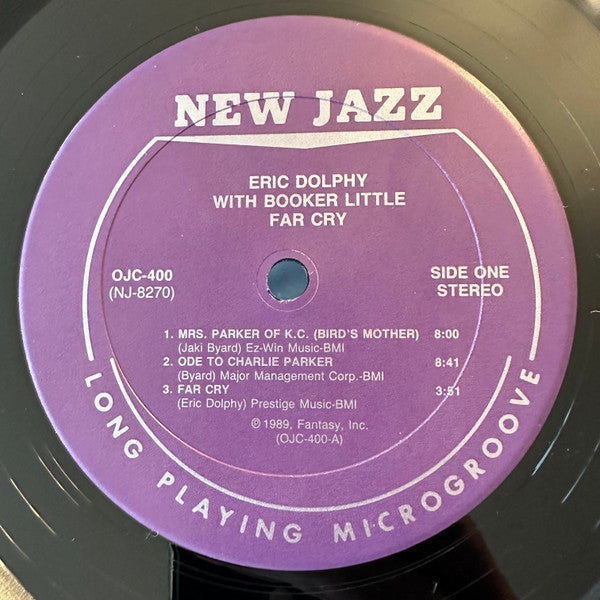 NEW JAZZ
ERIC DOLPHY
WITH BOOKER LITTLE
FAR CRY
OJC-400
(NJ-8270)
SIDE ONE
STEREO
1. MRS. PARKER OF K.C. (BIRD'S MOTHER) 8:00
(Jaki Byard) Ez-Win Music-BMI
2. ODE TO CHARLIE PARKER 8:41
(Byard) Major Management Corp.-BMI
3. FAR CRY 3:51
(Eric Dolphy) Prestige Music-BMI
℗ 1989, Fantasy, Inc.
(OJC-400-A)
LONG PLAYING MICROGROOVE